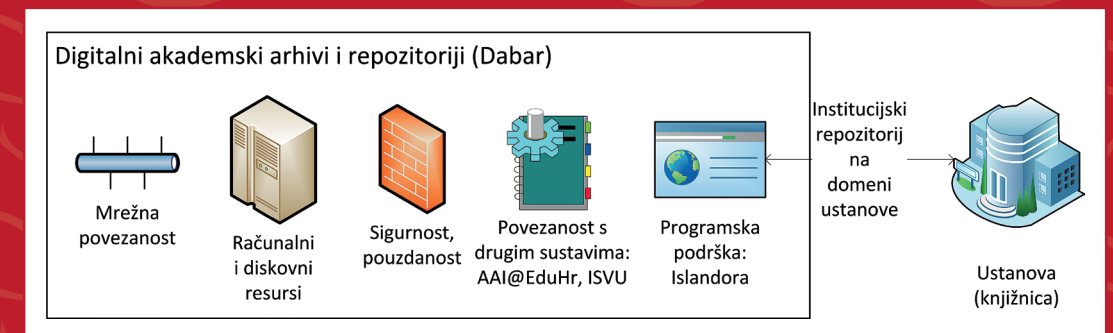 Digitalni akademski arhivi i repozitoriji (Dabar)
Mrežna
povezanost
Računalni
i diskovni
resursi
Sigurnost,
pouzdanost
Povezanost s
drugim sustavima:
AAI@EduHr, ISVU
Programska
podrška:
Islandora
Institucijski
repozitorij
na
domeni
ustanove
Ustanova
(knjižnica)